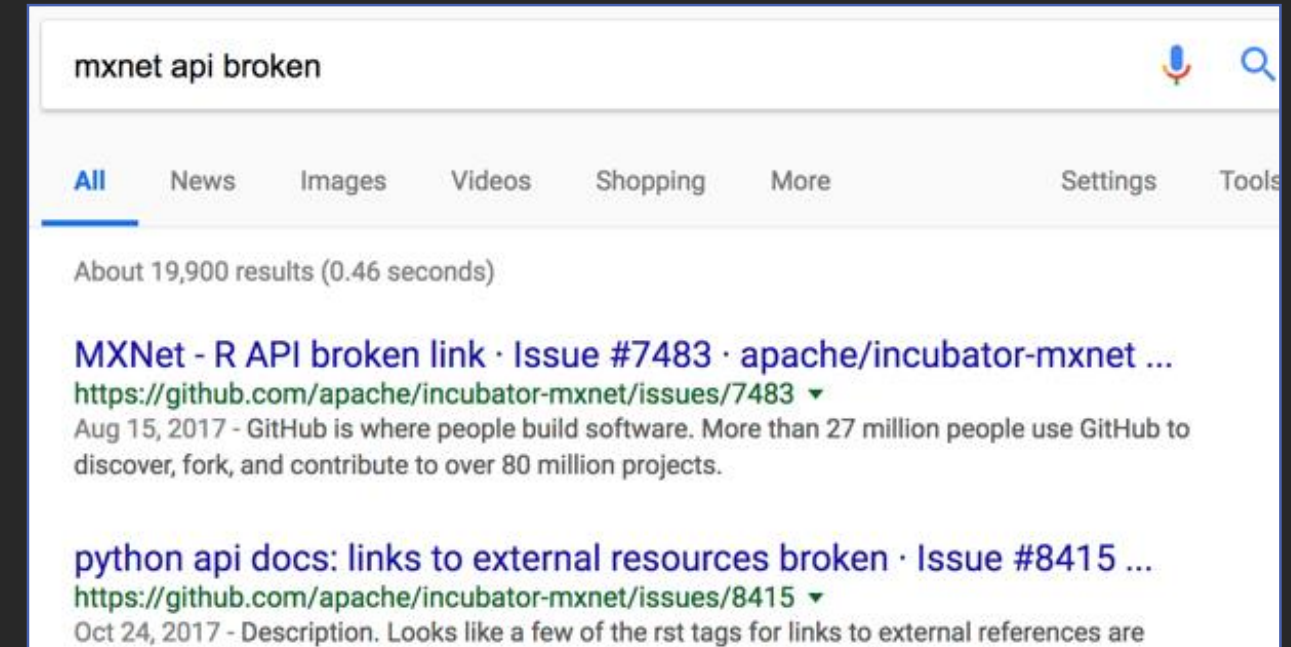 mxnet api broken
All News Images Videos Shopping More Settings Tools
About 19,900 results (0.46 seconds)
MXNet - R API broken link · Issue #7483 · apache/incubator-mxnet ...
https://github.com/apache/incubator-mxnet/issues/7483
Aug 15, 2017 - GitHub is where people build software. More than 27 million people use GitHub to
discover, fork, and contribute to over 80 million projects.
python api docs: links to external resources broken · Issue #8415 ...
https://github.com/apache/incubator-mxnet/issues/8415
Oct 24, 2017 - Description. Looks like a few of the rst tags for links to external references are